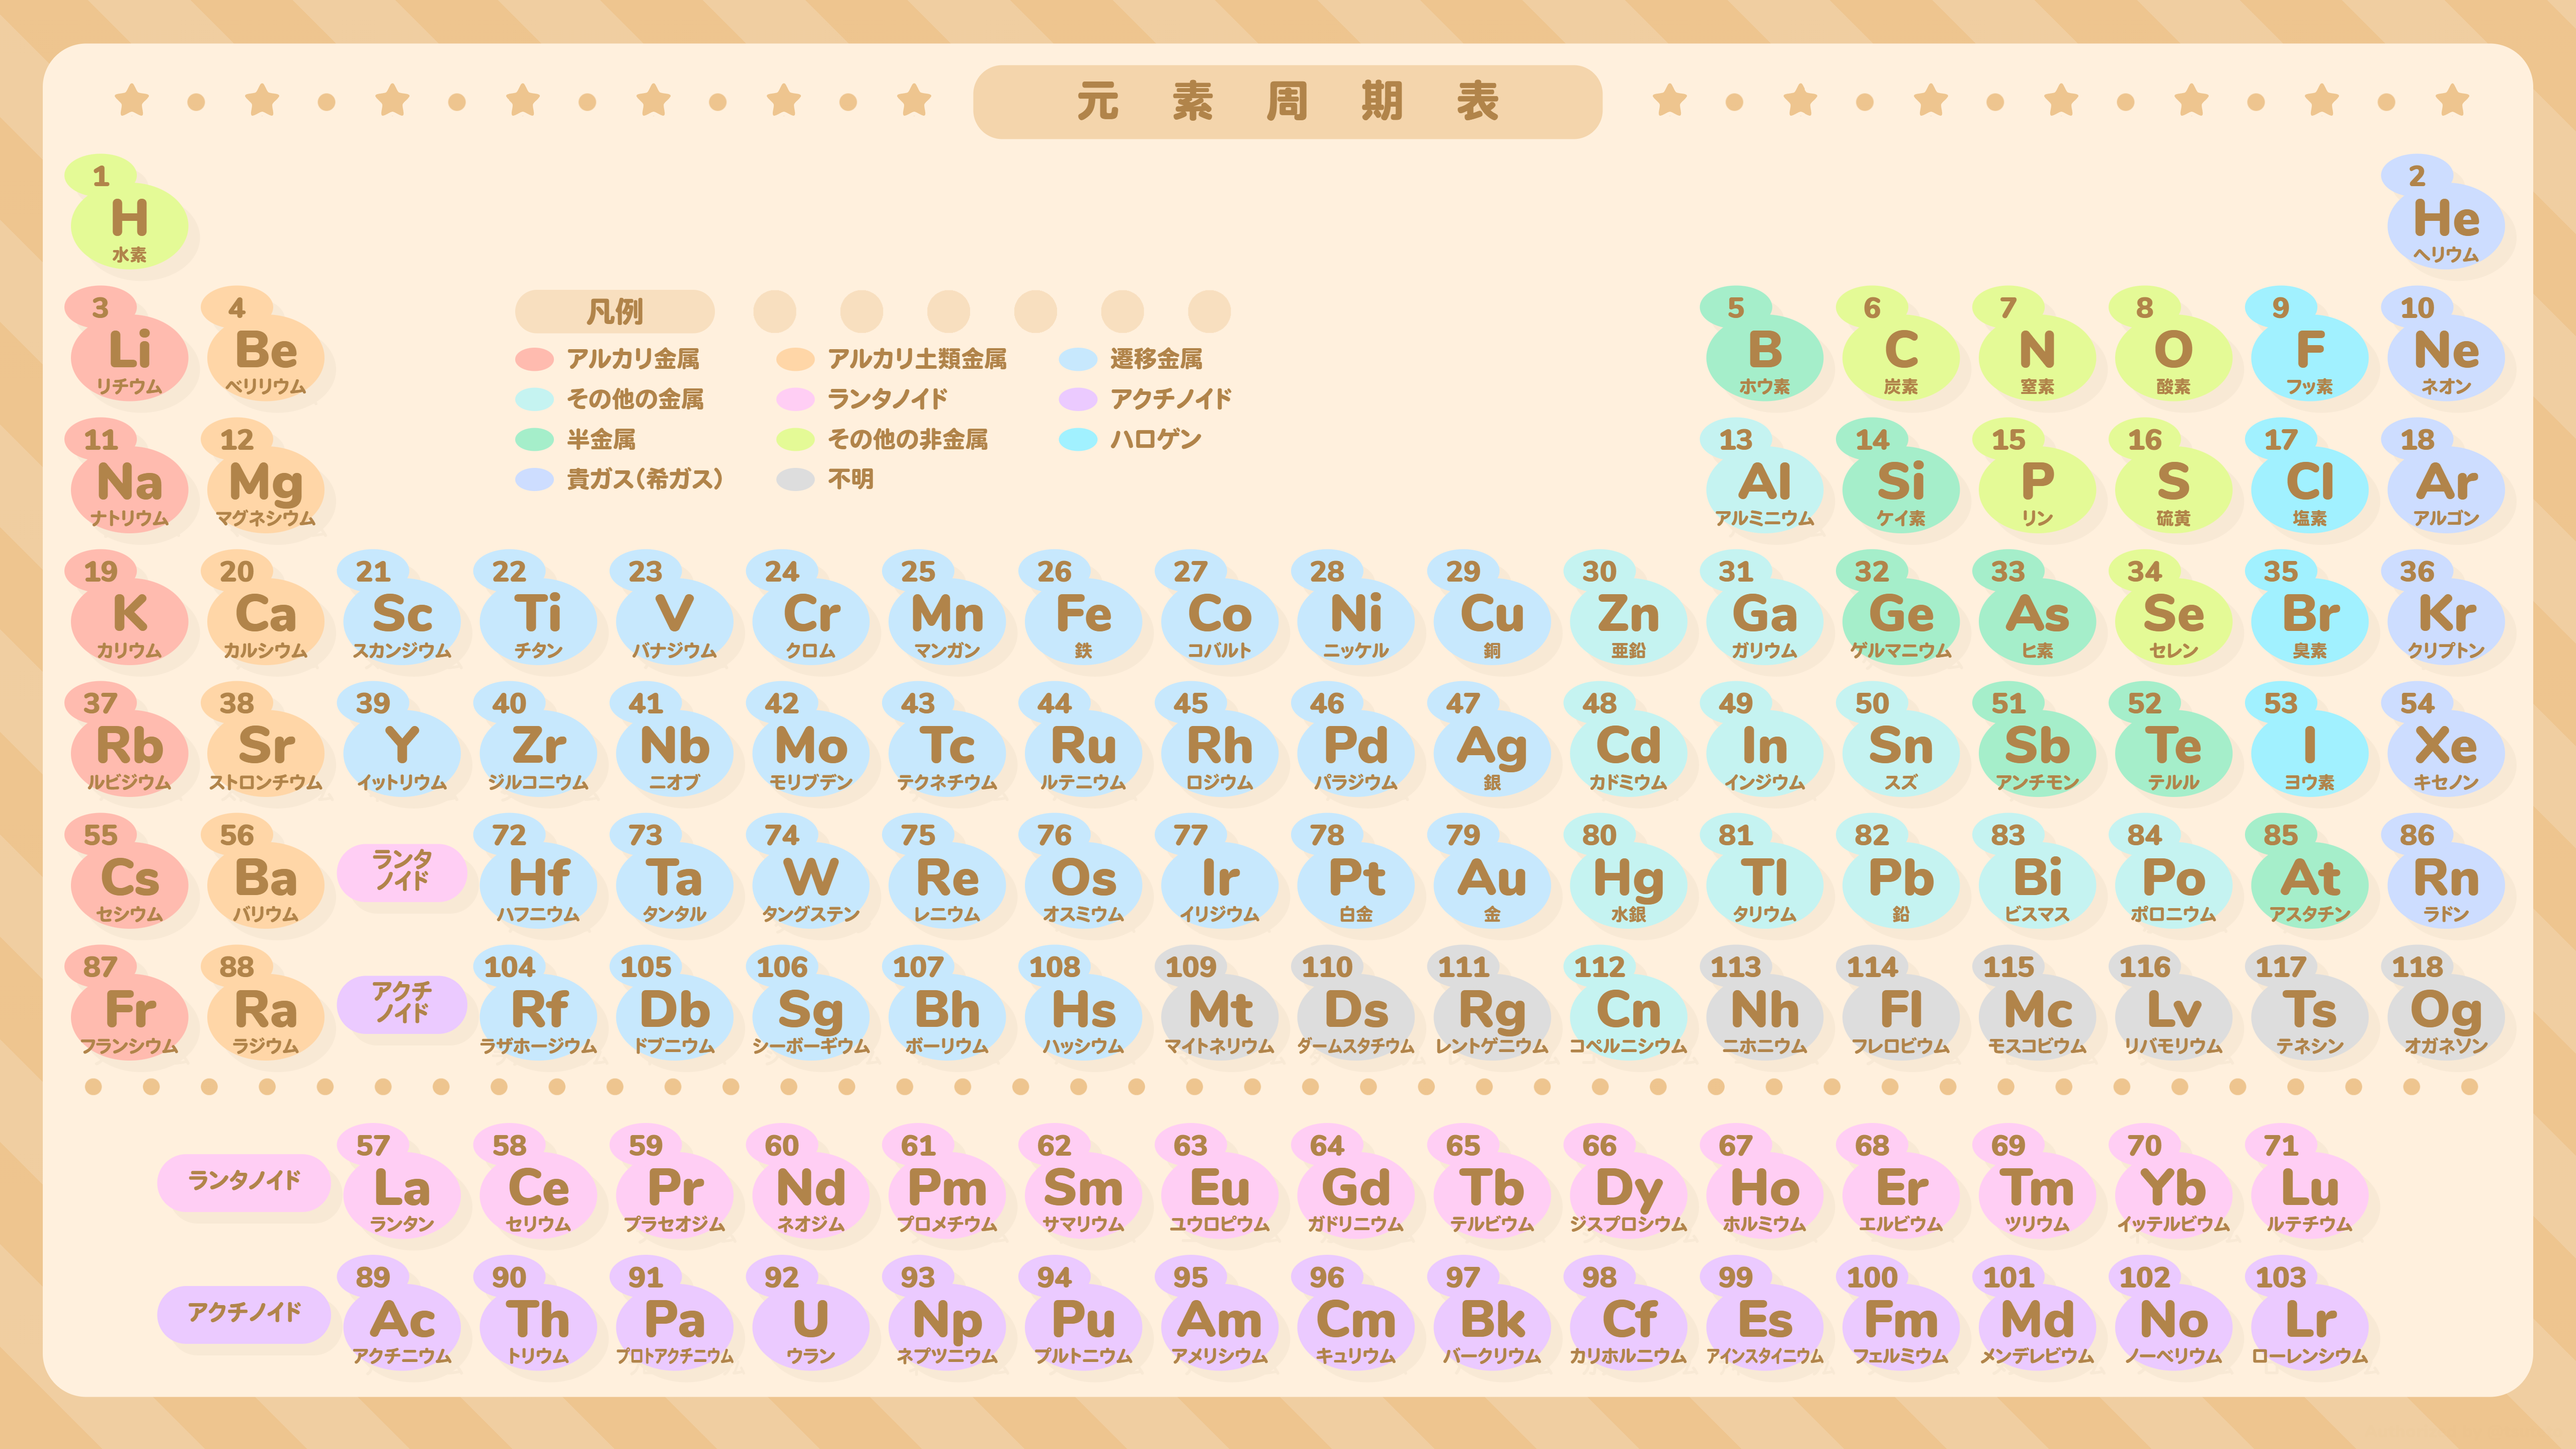 元素周期表
1
H
水素
2
He
ヘリウム
3
Li
リチウム
4
Be
ベリリウム
凡例
アルカリ金属
アルカリ土類金属
遷移金属
その他の金属
ランタノイド
アクチノイド
半金属
その他の非金属
ハロゲン
貴ガス(希ガス)
不明
5
B
ホウ素
6
C
炭素
7
N
窒素
8
O
酸素
9
F
フッ素
10
Ne
ネオン
11
Na
ナトリウム
12
Mg
マグネシウム
13
Al
アルミニウム
14
Si
ケイ素
15
P
リン
16
S
硫黄
17
Cl
塩素
18
Ar
アルゴン
19
K
カリウム
20
Ca
カルシウム
21
Sc
スカンジウム
22
Ti
チタン
23
V
バナジウム
24
Cr
クロム
25
Mn
マンガン
26
Fe
鉄
27
Co
コバルト
28
Ni
ニッケル
29
Cu
銅
30
Zn
亜鉛
31
Ga
ガリウム
32
Ge
ゲルマニウム
33
As
ヒ素
34
Se
セレン
35
Br
臭素
36
Kr
クリプトン
37
Rb
ルビジウム
38
Sr
ストロンチウム
39
Y
イットリウム
40
Zr
ジルコニウム
41
Nb
ニオブ
42
Mo
モリブデン
43
Tc
テクネチウム
44
Ru
ルテニウム
45
Rh
ロジウム
46
Pd
パラジウム
47
Ag
銀
48
Cd
カドミウム
49
In
インジウム
50
Sn
スズ
51
Sb
アンチモン
52
Te
テルル
53
I
ヨウ素
54
Xe
キセノン
55
Cs
セシウム
56
Ba
バリウム
ランタ
ノイド
72
Hf
ハフニウム
73
Ta
タンタル
74
W
タングステン
75
Re
レニウム
76
Os
オスミウム
77
Ir
イリジウム
78
Pt
白金
79
Au
金
80
Hg
水銀
81
Tl
タリウム
82
Pb
鉛
83
Bi
ビスマス
84
Po
ポロニウム
85
At
アスタチン
86
Rn
ラドン
87
Fr
フランシウム
88
Ra
ラジウム
アクチ
ノイド
104
Rf
ラザホージウム
105
Db
ドブニウム
106
Sg
シーボーギウム
107
Bh
ボーリウム
108
Hs
ハッシウム
109
Mt
マイトネリウム
110
Ds
ダームスタチウム
111
Rg
レントゲニウム
112
Cn
コペルニシウム
113
Nh
ニホニウム
114
Fl
フレロビウム
115
Mc
モスコビウム
116
Lv
リバモリウム
117
Ts
テネシン
118
Og
オガネソン
ランタノイド
57
La
ランタン
58
Ce
セリウム
59
Pr
プラセオジム
60
Nd
ネオジム
61
Pm
プロメチウム
62
Sm
サマリウム
63
Eu
ユウロピウム
64
Gd
ガドリニウム
65
Tb
テルビウム
66
Dy
ジスプロシウム
67
Ho
ホルミウム
68
Er
エルビウム
69
Tm
ツリウム
70
Yb
イッテルビウム
71
Lu
ルテチウム
アクチノイド
89
Ac
アクチニウム
90
Th
トリウム
91
Pa
プロトアクチニウム
92
U
ウラン
93
Np
ネプツニウム
94
Pu
プルトニウム
95
Am
アメリシウム
96
Cm
キュリウム
97
Bk
バークリウム
98
Cf
カリホルニウム
99
Es
アインスタイニウム
100
Fm
フェルミウム
101
Md
メンデレビウム
102
No
ノーベリウム
103
Lr
ローレンシウム